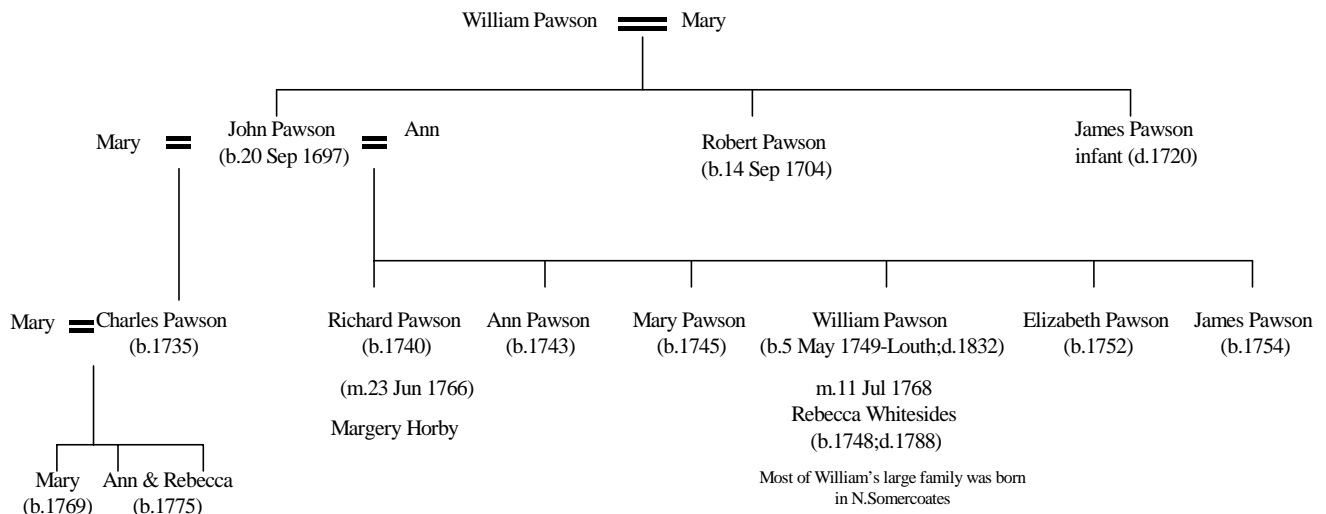 William Pawson Mary
Mary
John Pawson
(b.20 Sep 1697)
Ann
Robert Pawson
(b.14 Sep 1704)
James Pawson
infant (d.1720)
Mary
Charles Pawson
(b.1735)
Richard Pawson
(b.1740)
(m.23 Jun 1766)
Margery Horby
Ann Pawson
(b.1743)
Mary Pawson
(b.1745)
William Pawson
(b.5 May 1749-Louth;d.1832)
m.11 Jul 1768
Rebecca Whitesides
(b.1748;d.1788)
Most of William's large family was born
in N.Somercoates
Elizabeth Pawson
(b.1752)
James Pawson
(b.1754)
Mary
(b.1769)
Ann & Rebecca
(b.1775)